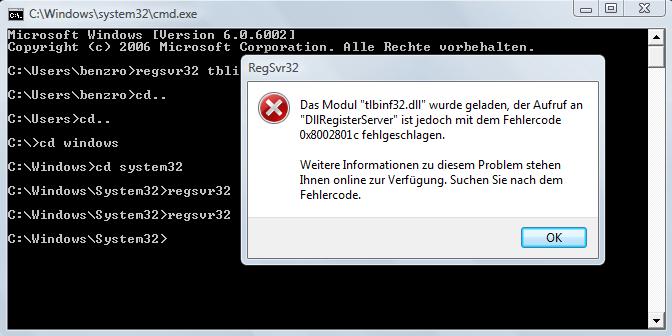 C:\Windows\system32\cmd.exe
Microsoft Windows [Version 6.0.6002]
Copyright (c) 2006 Microsoft Corporation. Alle Rechte vorbehalten.
C:\Users\benzro>regsvr32 tbli
C:\Users\benzro>cd..
C:\Users>cd..
C:\>cd windows
C:\Windows>cd system32
C:\Windows\System32>regsvr32
C:\Windows\System32>regsvr32
C:\Windows\System32>
RegSvr32
Das Modul "tlbinf32.dll" wurde geladen, der Aufruf an
"DllRegisterServer" ist jedoch mit dem Fehlercode
0x8002801c fehlgeschlagen.
Weitere Informationen zu diesem Problem stehen
Ihnen online zur Verfügung. Suchen Sie nach dem
Fehlercode.
OK